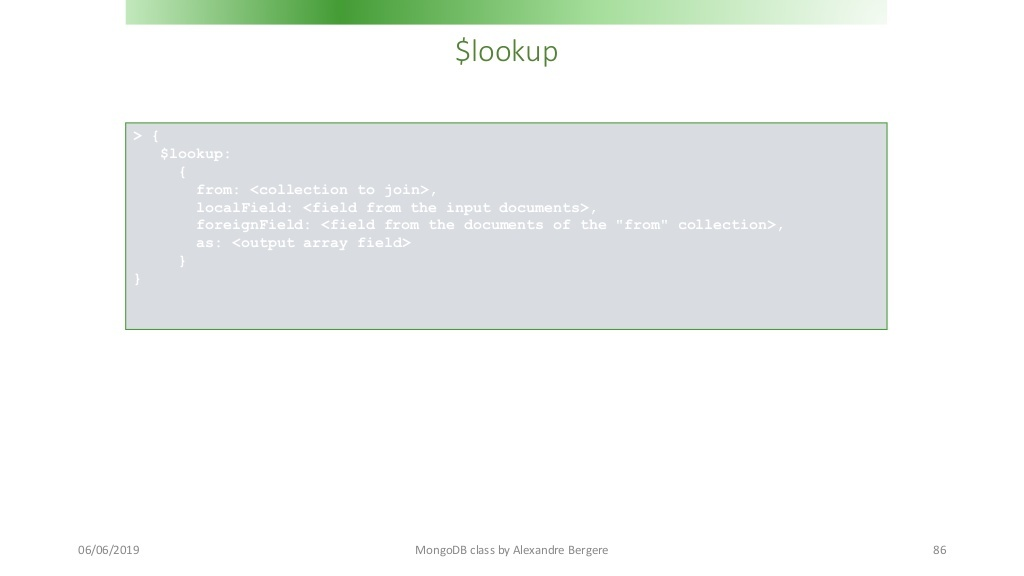 $lookup
> {
$lookup:
{
from: <collection to join>,
localField: <field from the input documents>,
foreignField: <field from the documents of the "from" collection>,
as: <output array field>
}
}
06/06/2019
MongoDB class by Alexandre Bergere
86